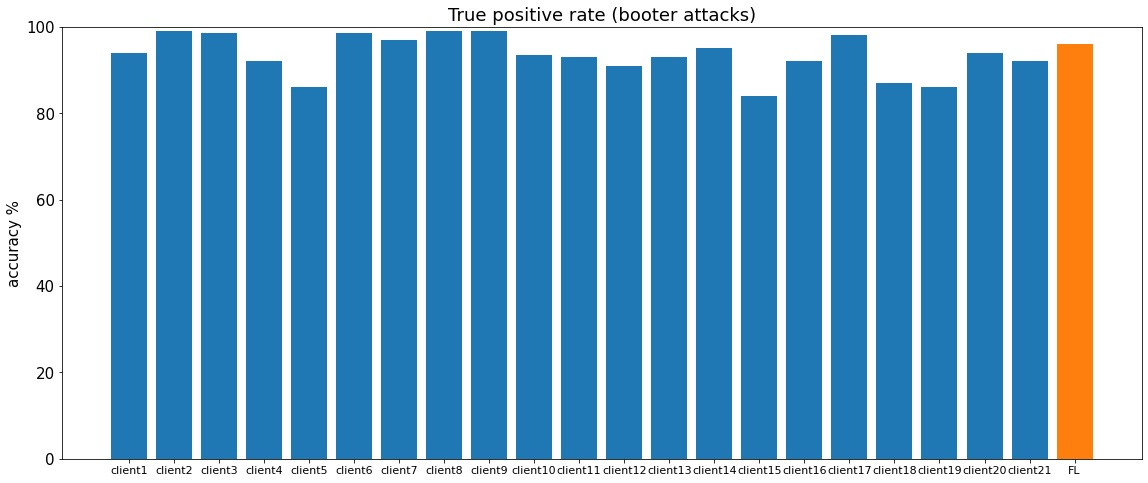 True positive rate (booter attacks)
accuracy %
100
80
60
40
20
0
client1 client2 client3 client4 client5 client6 client7 client8 client9 client10 client11 client12 client13 client14 client15 client16 client17 client18 client19 client20 client21 FL